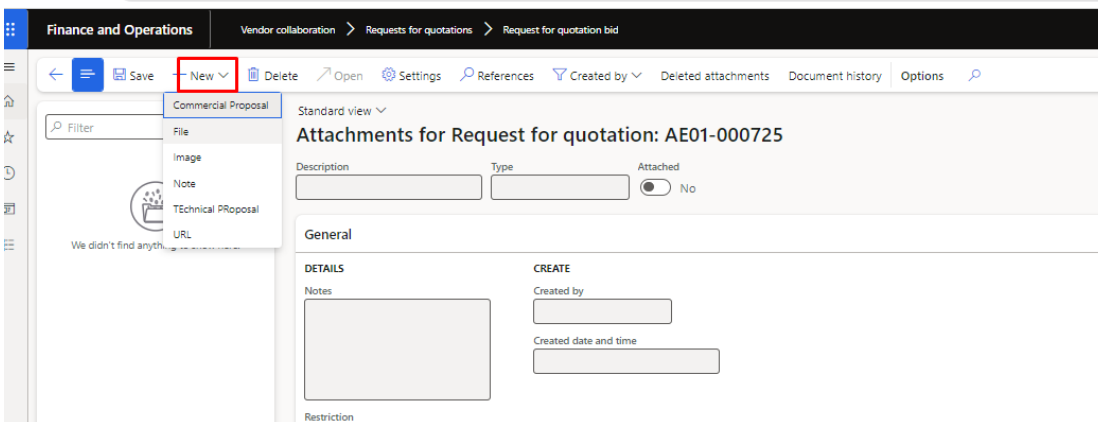 Finance and Operations
Vendor collaboration > Requests for quotations > Request for quotation bid
Save New Delete Open Settings References Created by Deleted attachments Document history Options
Commercial Proposal
File
Image
Note
TEchnical PRoposal
URL
Filter
We didn't find anything to show here.
Standard view
Attachments for Request for quotation: AE01-000725
Description Type Attached
No
General
DETAILS CREATE
Notes Created by
Created date and time
Restriction